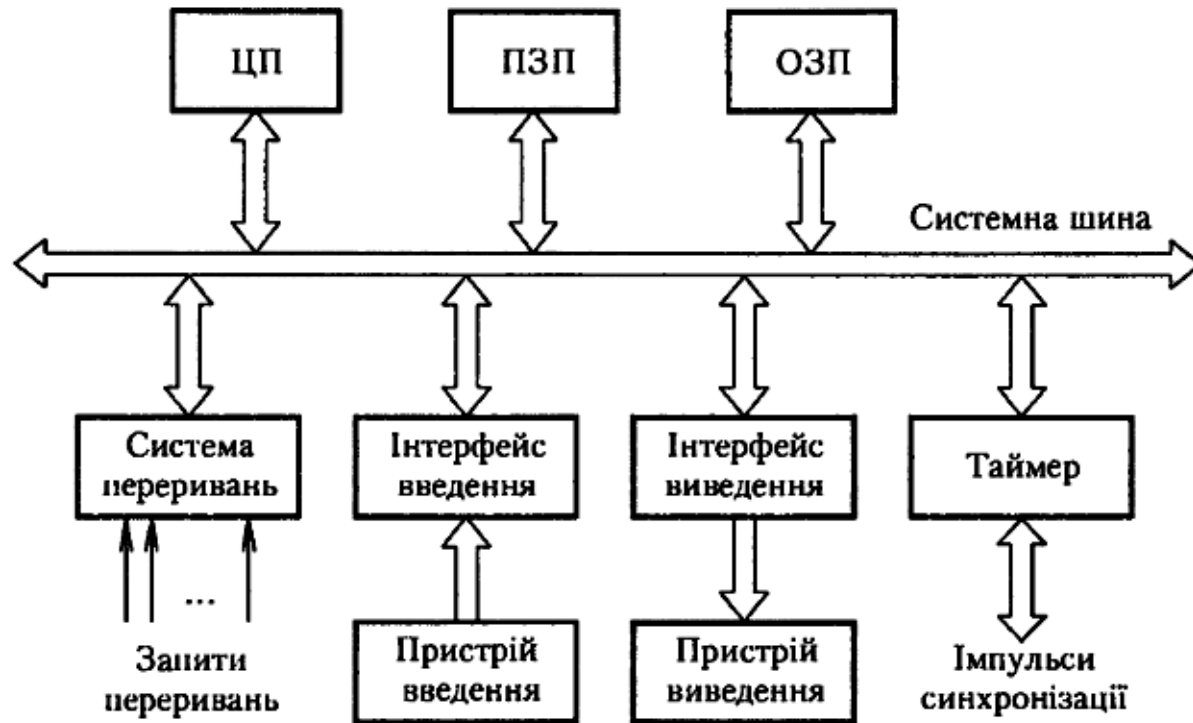 ЦП
ПЗП
ОЗП
Системна шина
Система
переривань
Інтерфейс
введення
Інтерфейс
виведення
Таймер
...
Запити
переривань
Пристрій
введення
Пристрій
виведення
Імпульси
синхронізації